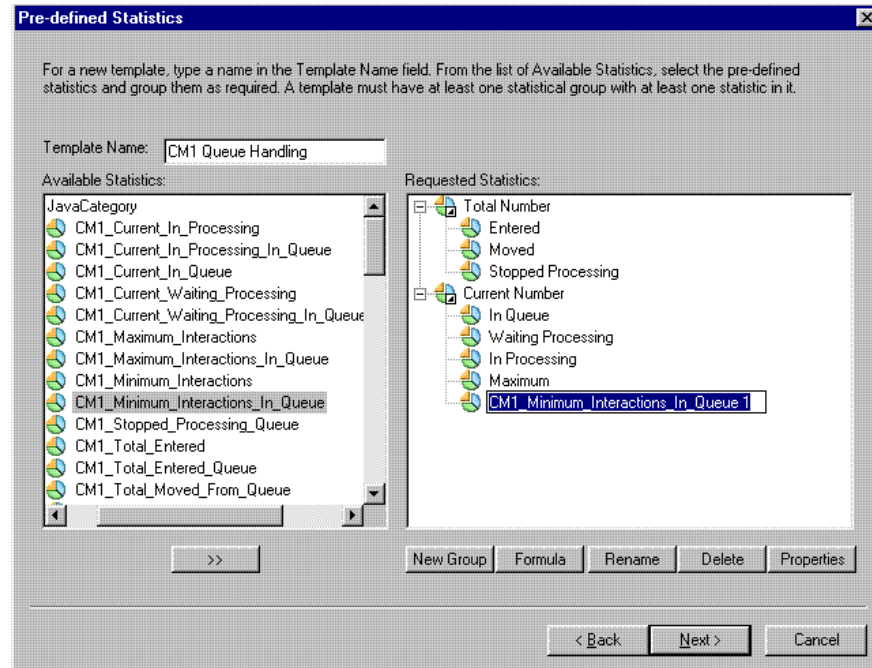 Pre-defined Statistics
For a new template, type a name in the Template Name field. From the list of Available Statistics, select the pre-defined
statistics and group them as required. A template must have at least one statistical group with at least one statistic in it.
Template Name: CM1 Queue Handling
Available Statistics:
JavaCategory
CM1_Current_In_Processing
CM1_Current_In_Processing_In_Queue
CM1_Current_In_Queue
CM1_Current_Waiting_Processing
CM1_Current_Waiting_Processing_In_Queue
CM1_Maximum_Interactions
CM1_Maximum_Interactions_In_Queue
CM1_Minimum_Interactions
CM1_Minimum_Interactions_In_Queue
CM1_Stopped_Processing_Queue
CM1_Total_Entered
CM1_Total_Entered_Queue
CM1_Total_Moved_From_Queue
>>
Requested Statistics:
Total Number
Entered
Moved
Stopped Processing
Current Number
In Queue
Waiting Processing
In Processing
Maximum
CM1_Minimum_Interactions_In_Queue 1
New Group Formula Rename Delete Properties
< Back Next > Cancel